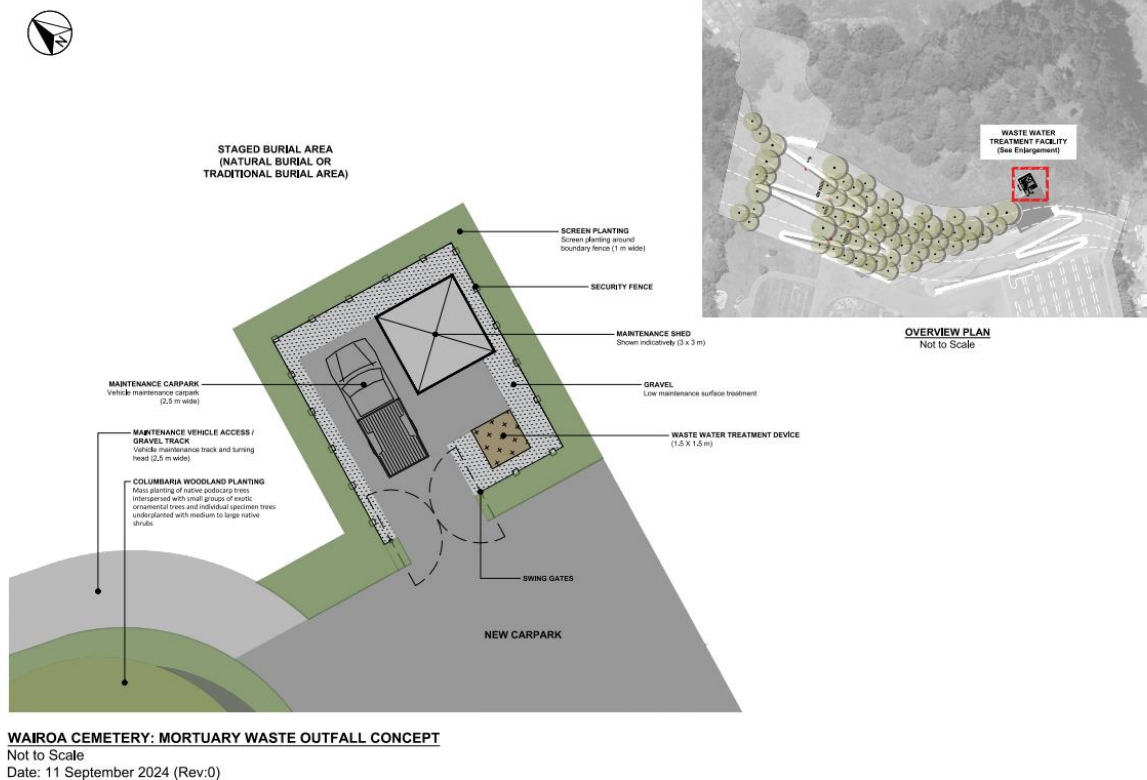 N
STAGED BURIAL AREA
(NATURAL BURIAL OR
TRADITIONAL BURIAL AREA)
SCREEN PLANTING
Screen planting around
boundary fence (1 m wide)
SECURITY FENCE
MAINTENANCE SHED
Shown indicatively (3 x 3 m)
MAINTENANCE CARPARK
Vehicle maintenance carpark
(2.5 m wide)
GRAVEL
Low maintenance surface treatment
MAINTENANCE VEHICLE ACCESS /
GRAVEL TRACK
Vehicle maintenance track and turning
head (2.5 m wide)
WASTE WATER TREATMENT DEVICE
(1.5 X 1.5 m)
COLUMBARIA WOODLAND PLANTING
Mass planting of native podocarp trees
interspersed with small groups of exotic
ornamental trees and individual specimen trees
underplanted with medium to large native
shrubs
SWING GATES
NEW CARPARK
WASTE WATER
TREATMENT FACILITY
(See Enlargement)
OVERVIEW PLAN
Not to Scale
WAIROA CEMETERY: MORTUARY WASTE OUTFALL CONCEPT
Not to Scale
Date: 11 September 2024 (Rev:0)